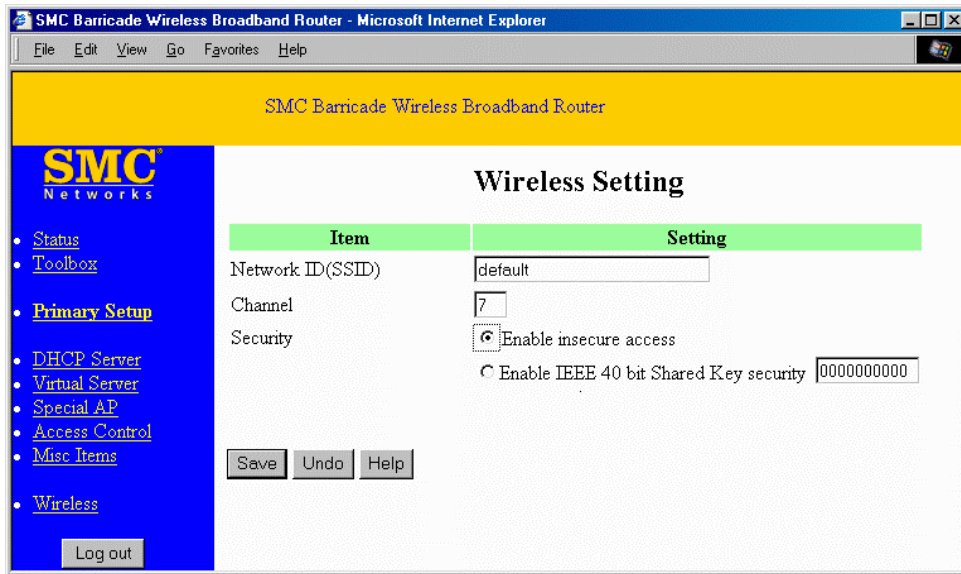 SMC Barricade Wireless Broadband Router - Microsoft Internet Explorer
File Edit View Go Favorites Help
SMC Barricade Wireless Broadband Router
SMC®
Networks
Status
Toolbox
Primary Setup
DHCP Server
Virtual Server
Special AP
Access Control
Misc Items
Wireless
Log out
Wireless Setting
Item Setting
Network ID(SSID) default
Channel 7
Security Enable insecure access
Enable IEEE 40 bit Shared Key security 0000000000
Save Undo Help